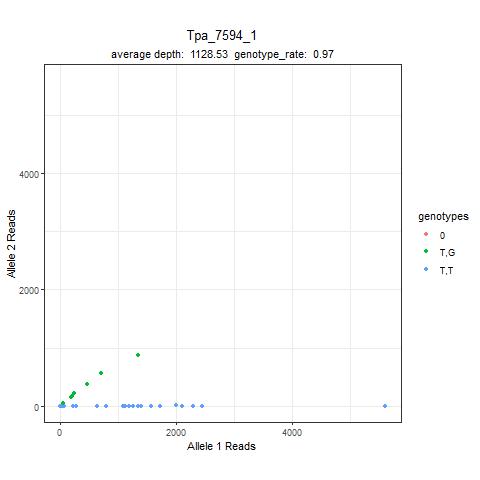 Tpa_7594_1
average depth: 1128.53 genotype_rate: 0.97
4000
2000
0
0
2000
4000
Allele 1 Reads
Allele 2 Reads
genotypes
0
T,G
T,T